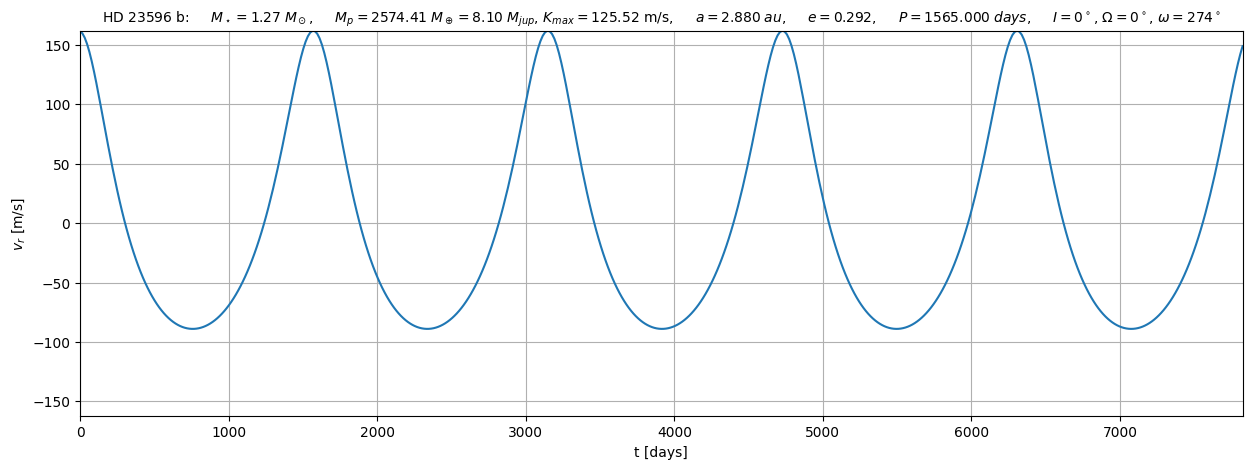 HD 23596 b: M⋆ = 1.27 M⊙, Mp = 2574.41 M⊕ = 8.10 Mjup, Kmax = 125.52 m/s, a = 2.880 au, e = 0.292, P = 1565.000 days, I = 0°, Ω = 0°, ω = 274°
150
100
50
0
−50
−100
−150
vr [m/s]
0 1000 2000 3000 4000 5000 6000 7000
t [days]